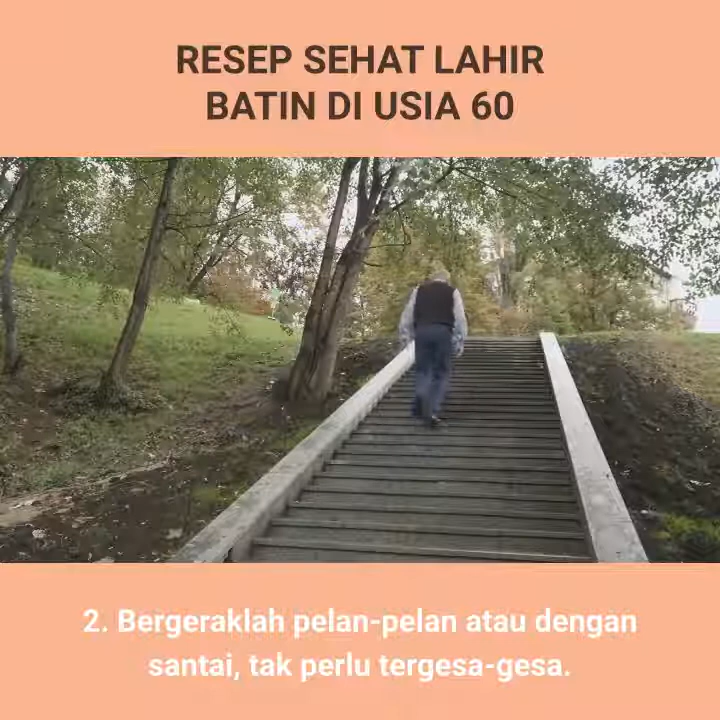 RESEP SEHAT LAHIR
BATIN DI USIA 60
2. Bergeraklah pelan-pelan atau dengan
santai, tak perlu tergesa-gesa.